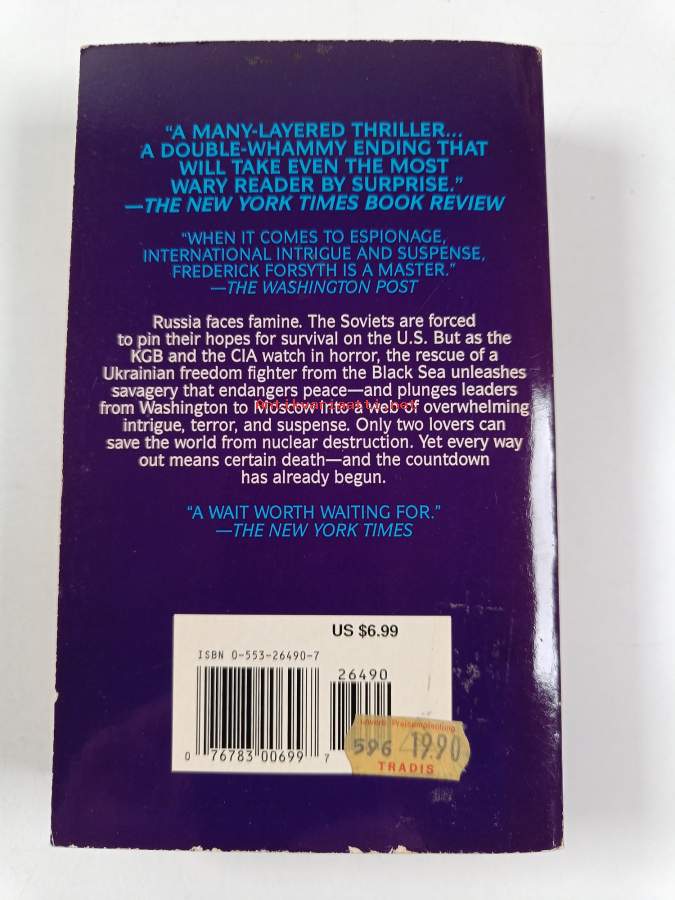 “A MANY-LAYERED THRILLER...
A DOUBLE-WHAMMY ENDING THAT
WILL TAKE EVEN THE MOST
WARY READER BY SURPRISE.”
—THE NEW YORK TIMES BOOK REVIEW
“WHEN IT COMES TO ESPIONAGE,
INTERNATIONAL INTRIGUE AND SUSPENSE,
FREDERICK FORSYTH IS A MASTER.”
—THE WASHINGTON POST
Russia faces famine. The Soviets are forced
to pin their hopes for survival on the U.S. But as the
KGB and the CIA watch in horror, the rescue of a
Ukrainian freedom fighter from the Black Sea unleashes
savagery that endangers peace—and plunges leaders
from Washington to Moscow into a web of overwhelming
Antikvariaatti.net
intrigue, terror, and suspense. Only two lovers can
save the world from nuclear destruction. Yet every way
out means certain death—and the countdown
has already begun.
“A WAIT WORTH WAITING FOR.”
—THE NEW YORK TIMES
US $6.99
ISBN 0-553-26490-7
26490
0 76783 00699 7
596 19.90
TRADIS